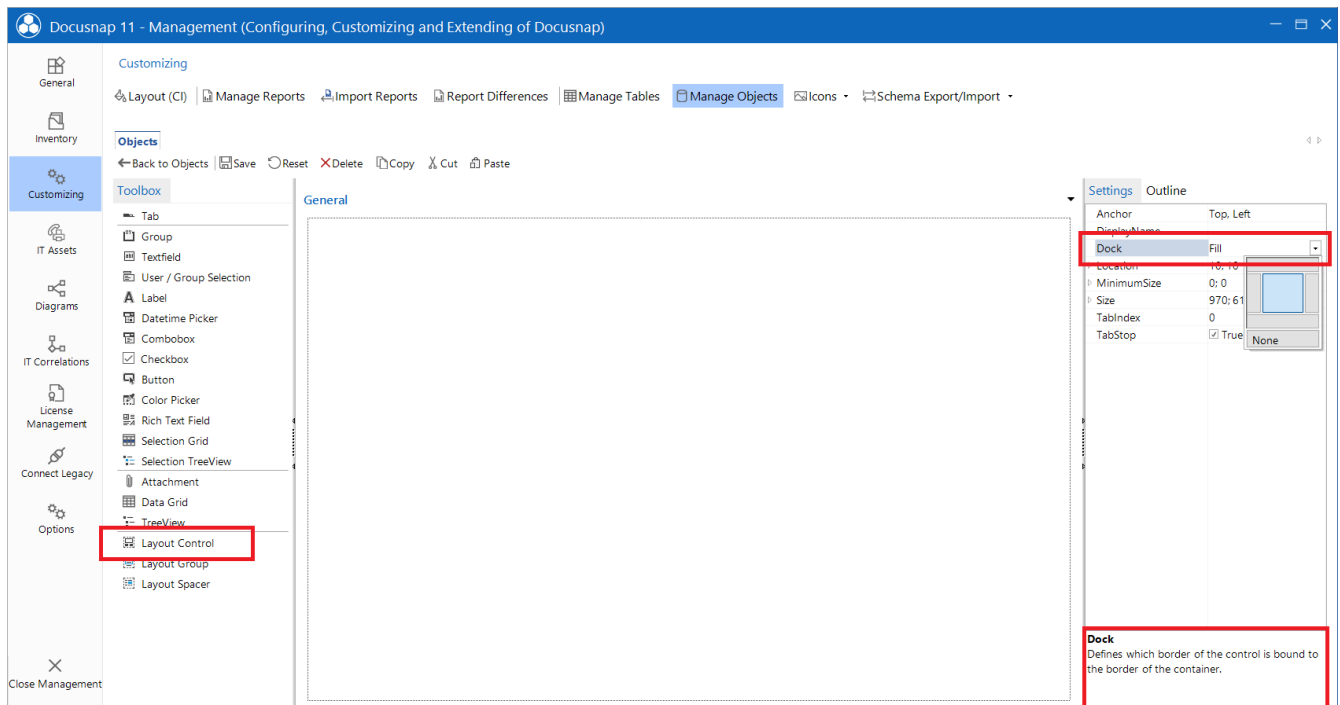 Docusnap 11 - Management (Configuring, Customizing and Extending of Docusnap)
General
Inventory
Customizing
IT Assets
Diagrams
IT Correlations
License
Management
Connect Legacy
Options
Close Management
Customizing
Layout (CI) Manage Reports Import Reports Report Differences Manage Tables Manage Objects Icons Schema Export/Import
Objects
Back to Objects Save Reset Delete Copy Cut Paste
Toolbox
Tab
Group
Textfield
User / Group Selection
Label
Datetime Picker
Combobox
Checkbox
Button
Color Picker
Rich Text Field
Selection Grid
Selection TreeView
Attachment
Data Grid
TreeView
Layout Control
Layout Group
Layout Spacer
General
Settings Outline
Anchor Top, Left
DisplayName
Dock Fill
Location 10; 10
MinimumSize 0; 0
Size 970; 61
TabIndex 0
TabStop True
None
Dock
Defines which border of the control is bound to
the border of the container.